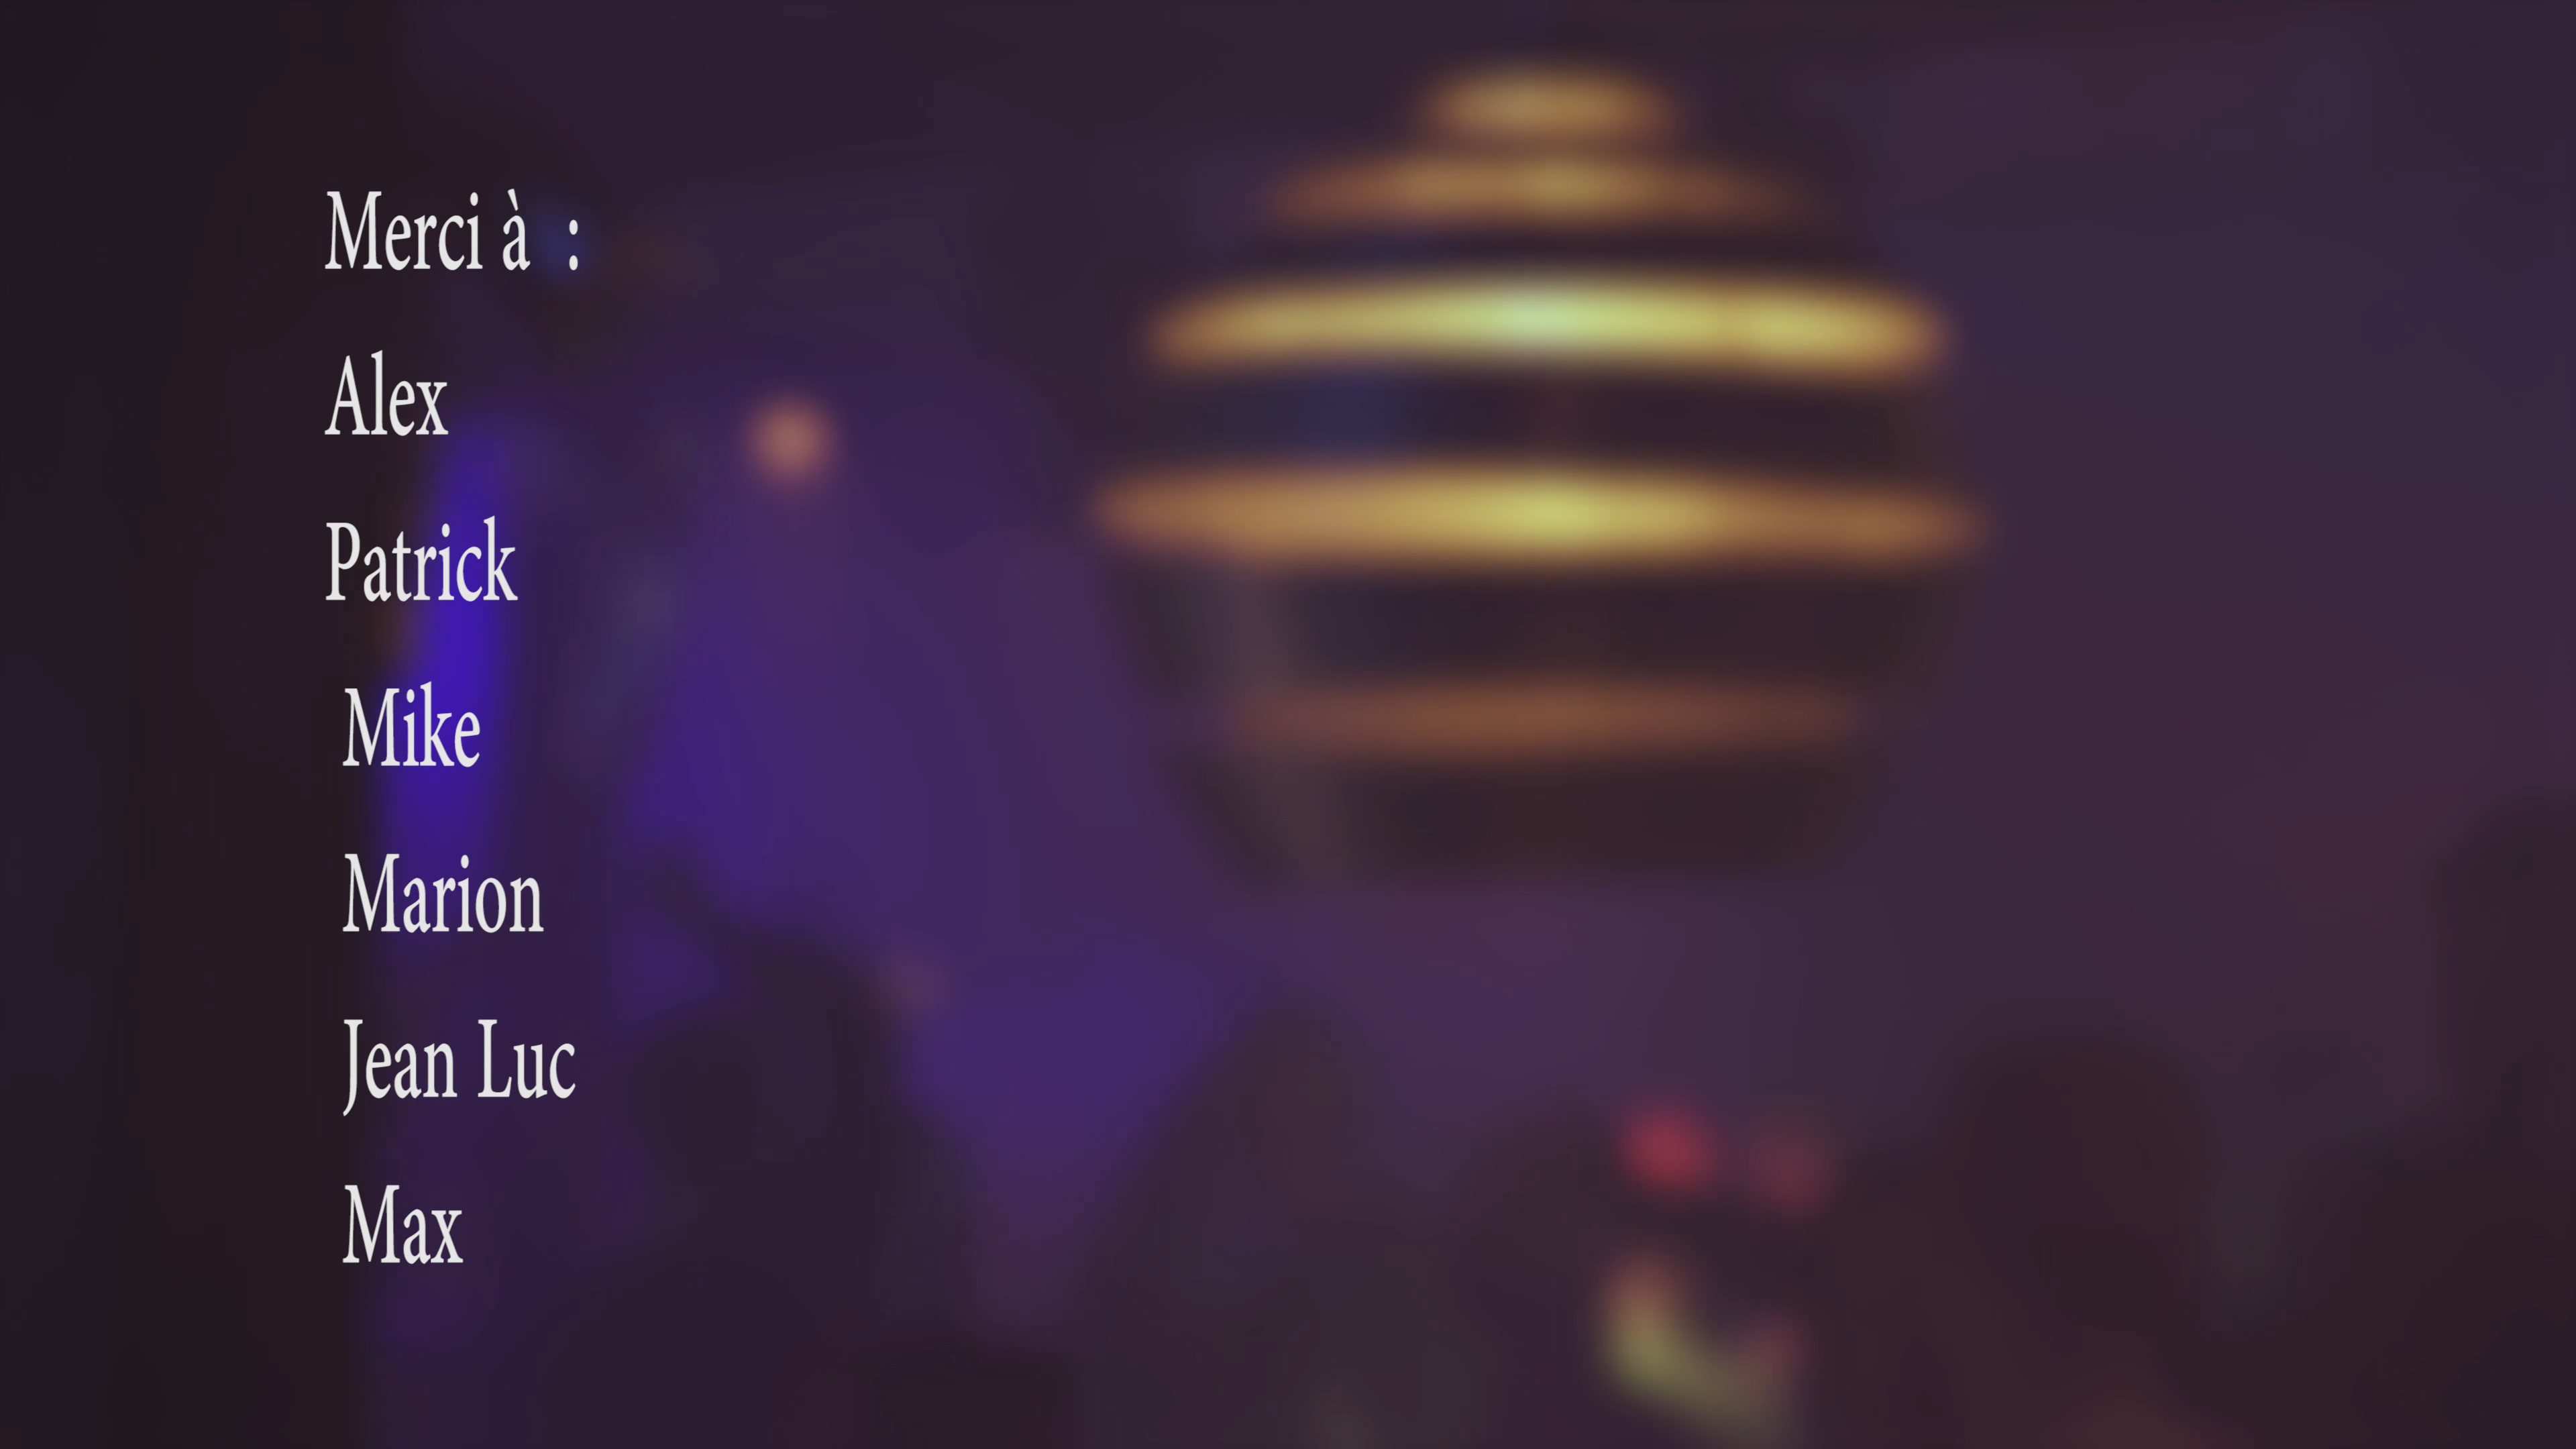 Merci à  :
Alex
Patrick
Mike
Marion
Jean Luc
Max